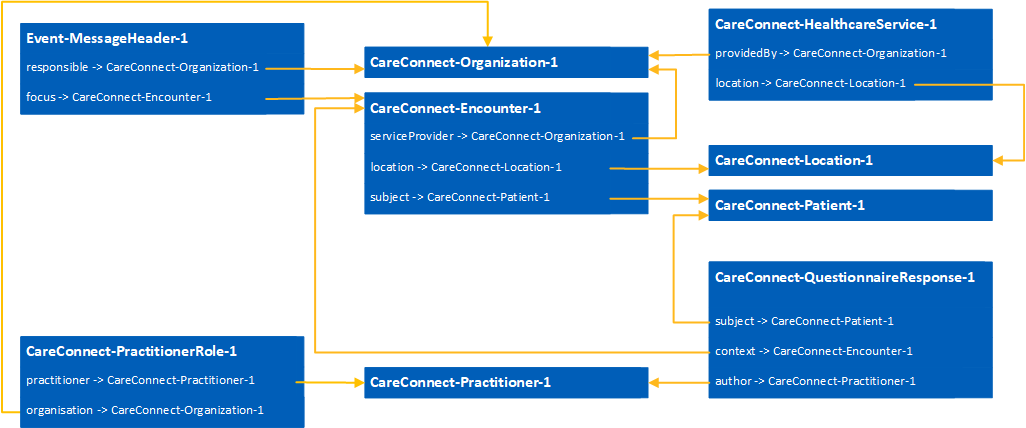 Event-MessageHeader-1
responsible -> CareConnect-Organization-1
focus -> CareConnect-Encounter-1
CareConnect-Organization-1
CareConnect-Encounter-1
serviceProvider -> CareConnect-Organization-1
location -> CareConnect-Location-1
subject -> CareConnect-Patient-1
CareConnect-HealthcareService-1
providedBy -> CareConnect-Organization-1
location -> CareConnect-Location-1
CareConnect-Location-1
CareConnect-Patient-1
CareConnect-QuestionnaireResponse-1
subject -> CareConnect-Patient-1
context -> CareConnect-Encounter-1
author -> CareConnect-Practitioner-1
CareConnect-PractitionerRole-1
practitioner -> CareConnect-Practitioner-1
organisation -> CareConnect-Organization-1
CareConnect-Practitioner-1